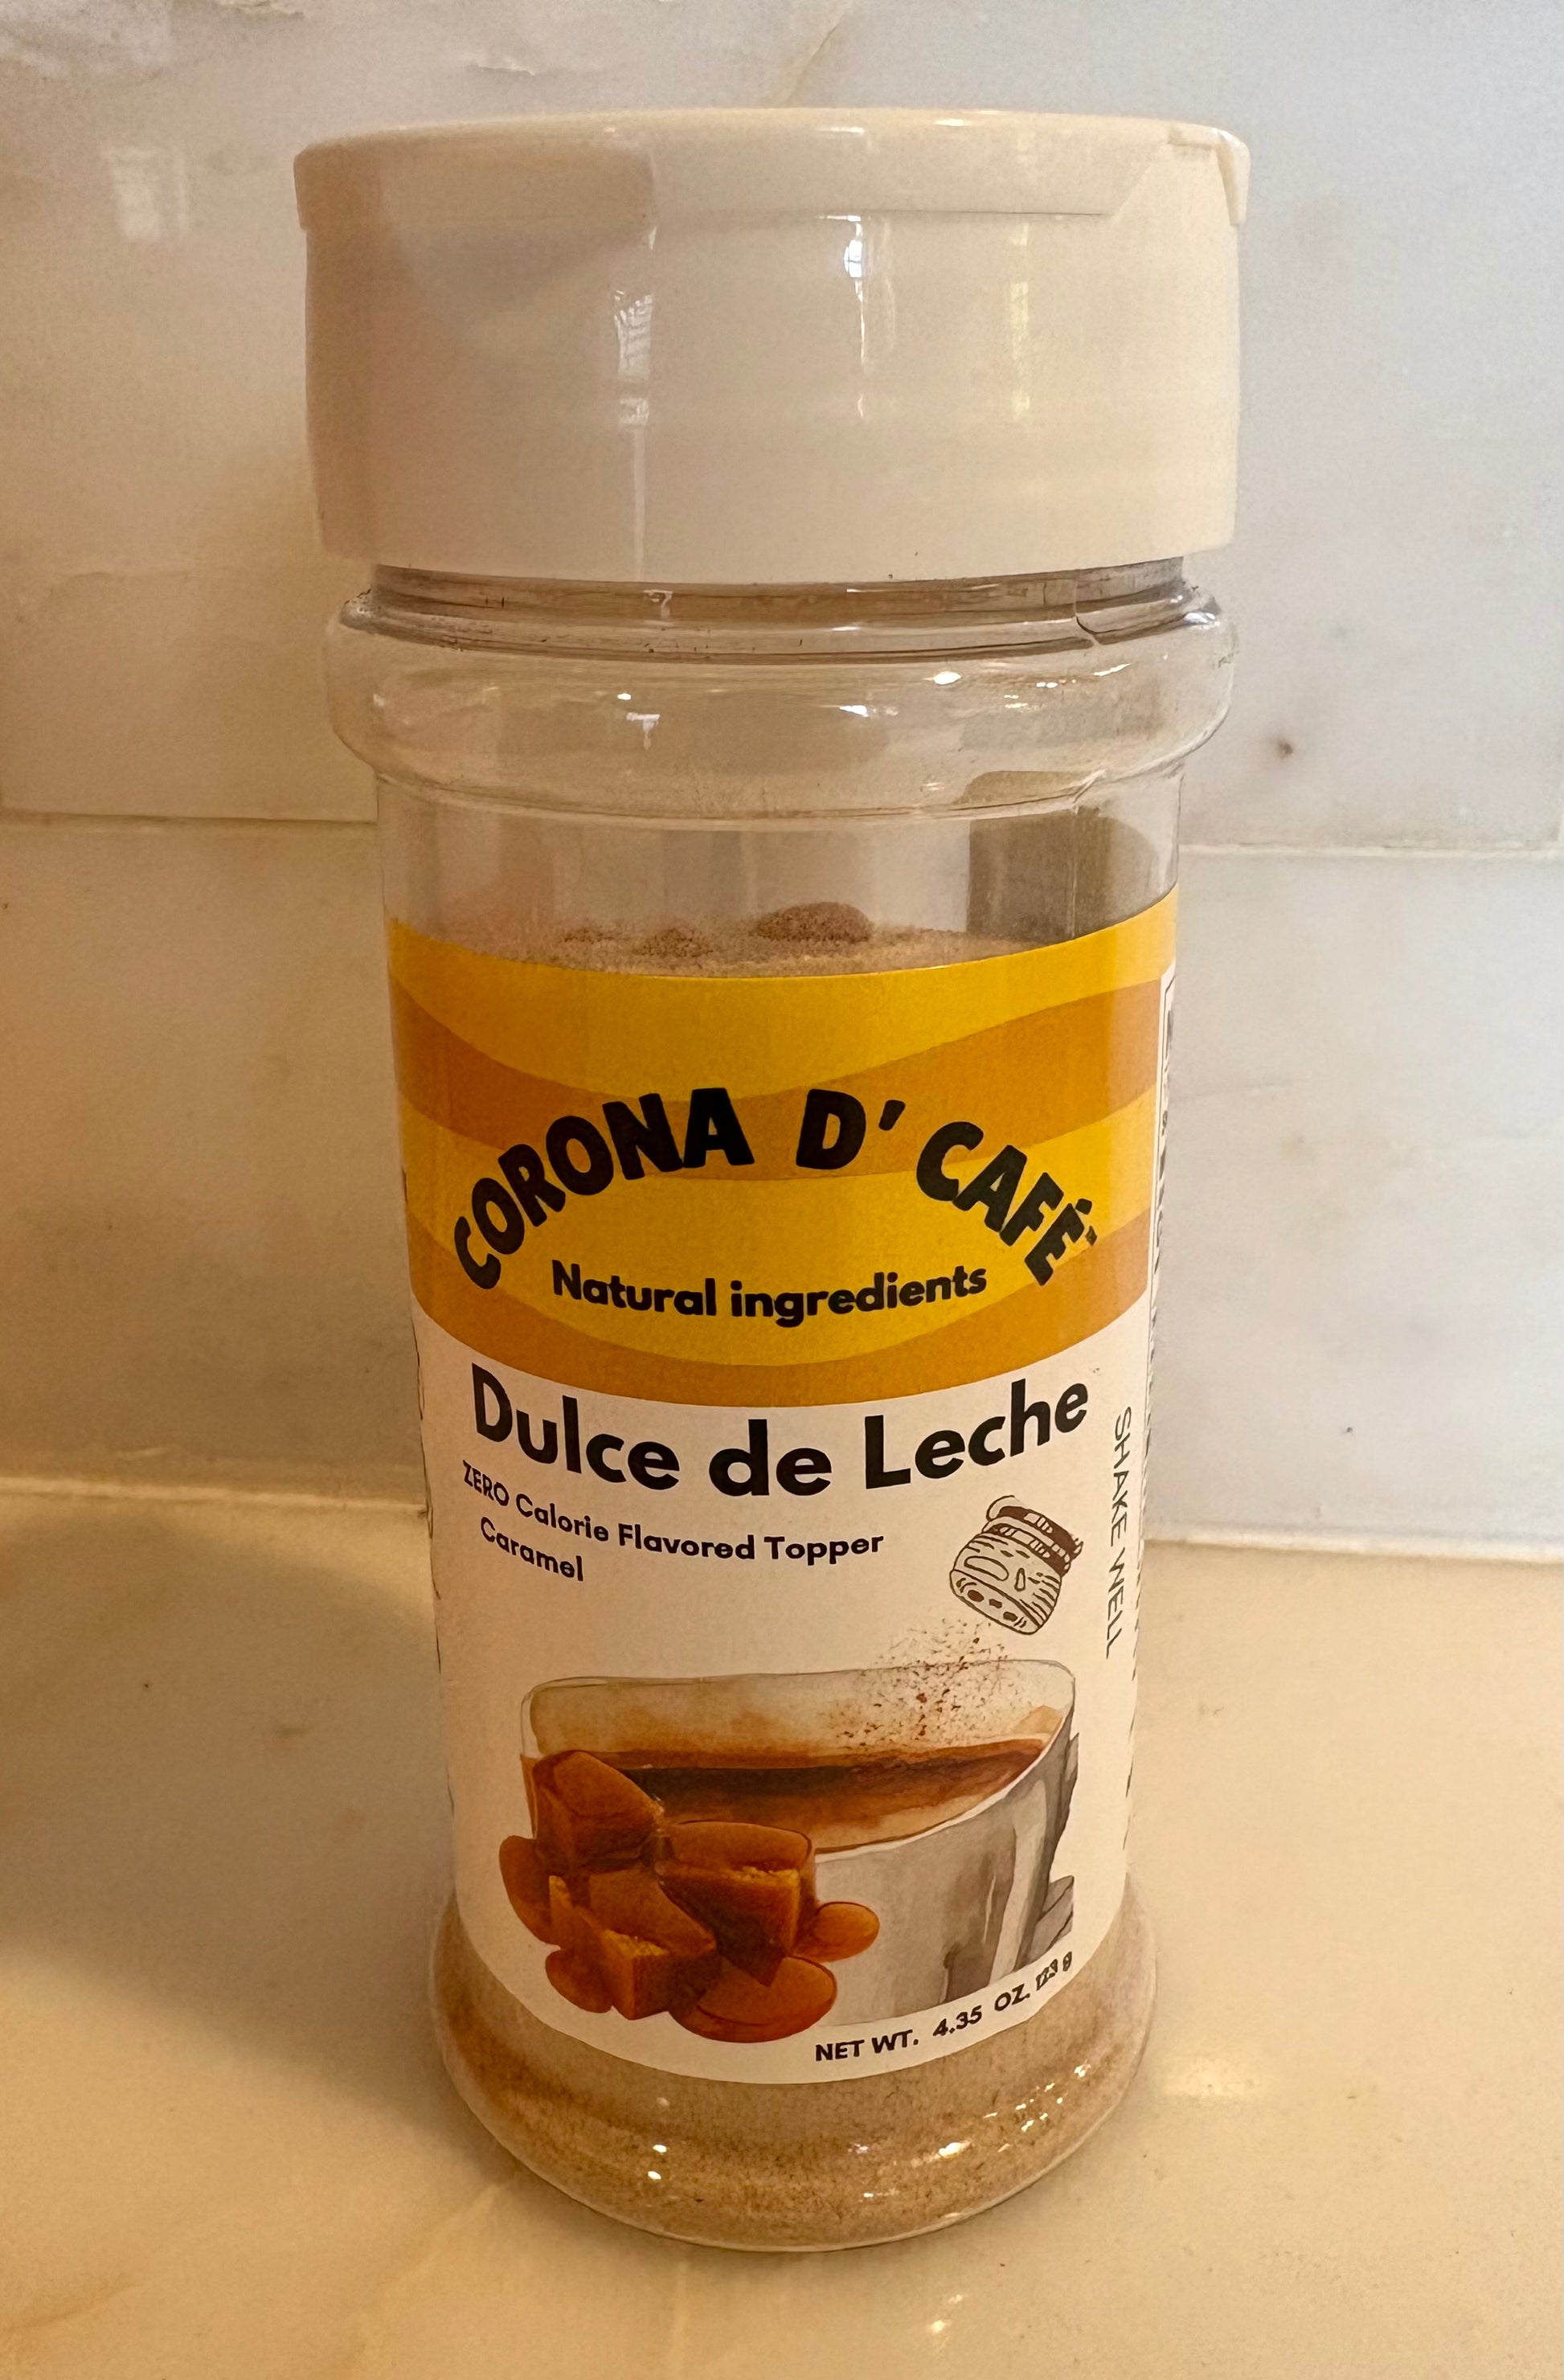 CORONA D' CAFÉ
Natural ingredients
Dulce de Leche
ZERO Calorie Flavored Topper
Caramel
SHAKE WELL
NET WT. 4.35 OZ. 123 g